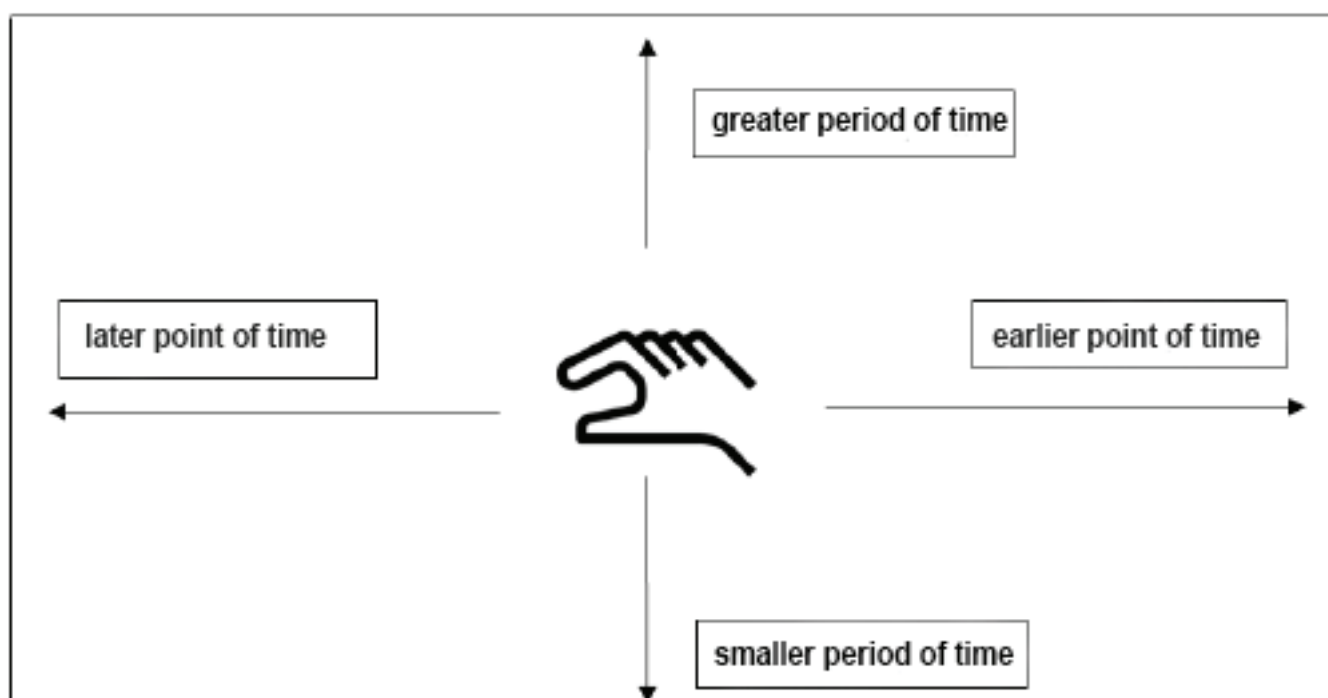 greater period of time
later point of time
earlier point of time
smaller period of time